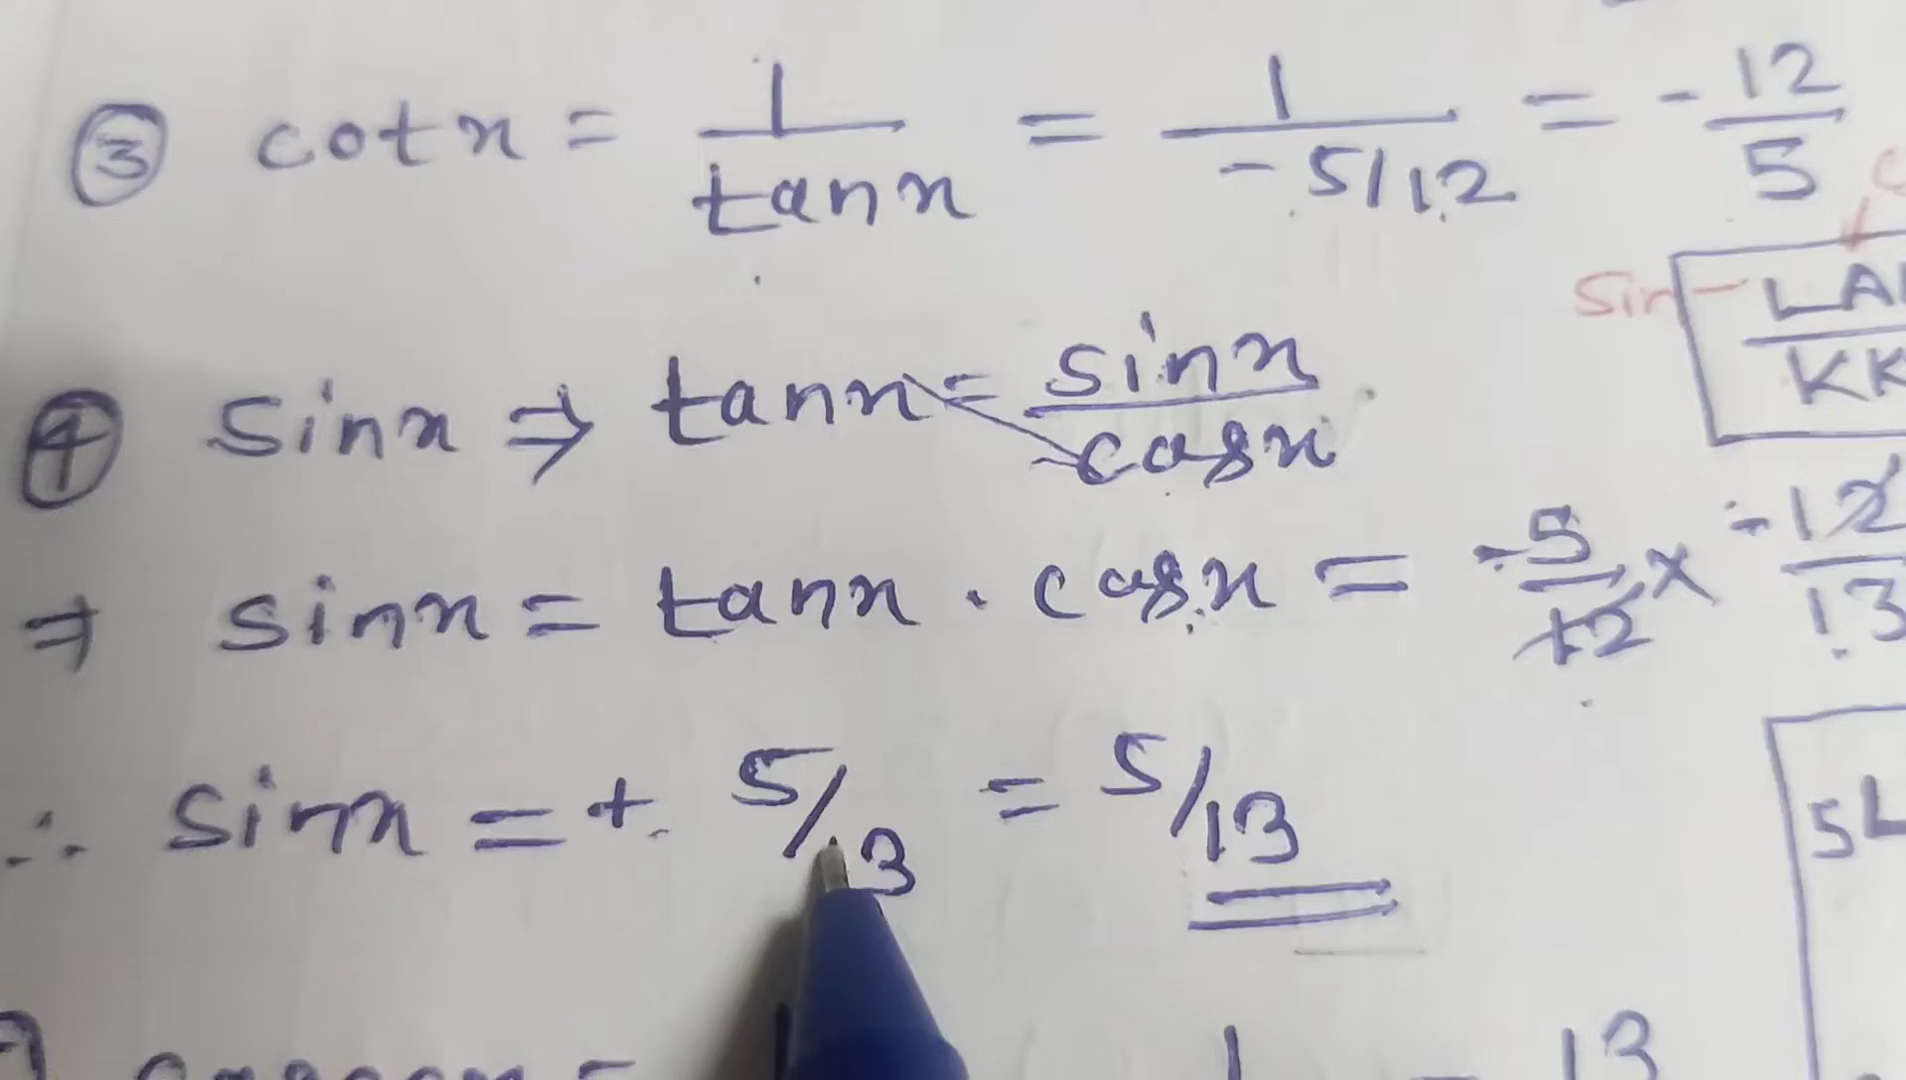 ③ cotx = 1/tanx = 1/-5/12 = -12/5
sin - LAL/KK
④ sinx ⇒ tanx = sinx/cosx
⇒ sinx = tanx . cosx = -5/12 x -12/13
∴ sinx = + 5/13 = 5/13